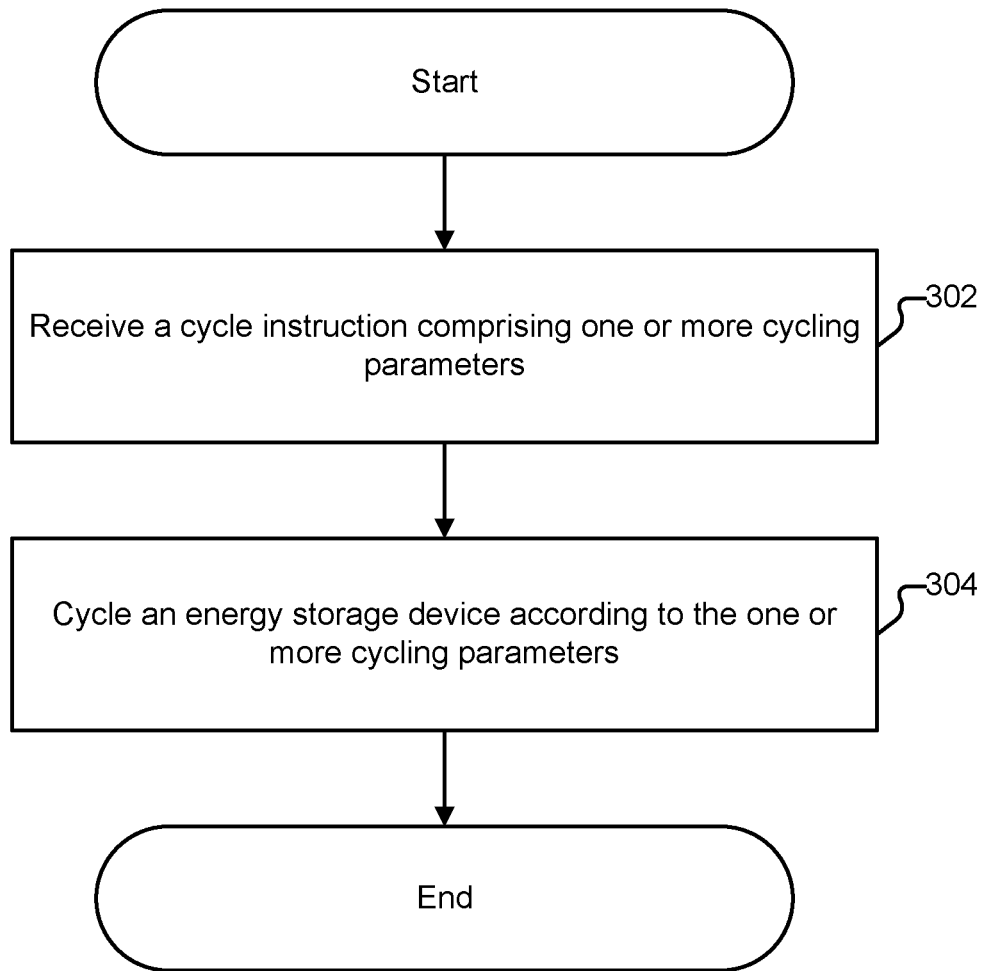 Start
Receive a cycle instruction comprising one or more cycling
parameters
302
Cycle an energy storage device according to the one or
more cycling parameters
304
End